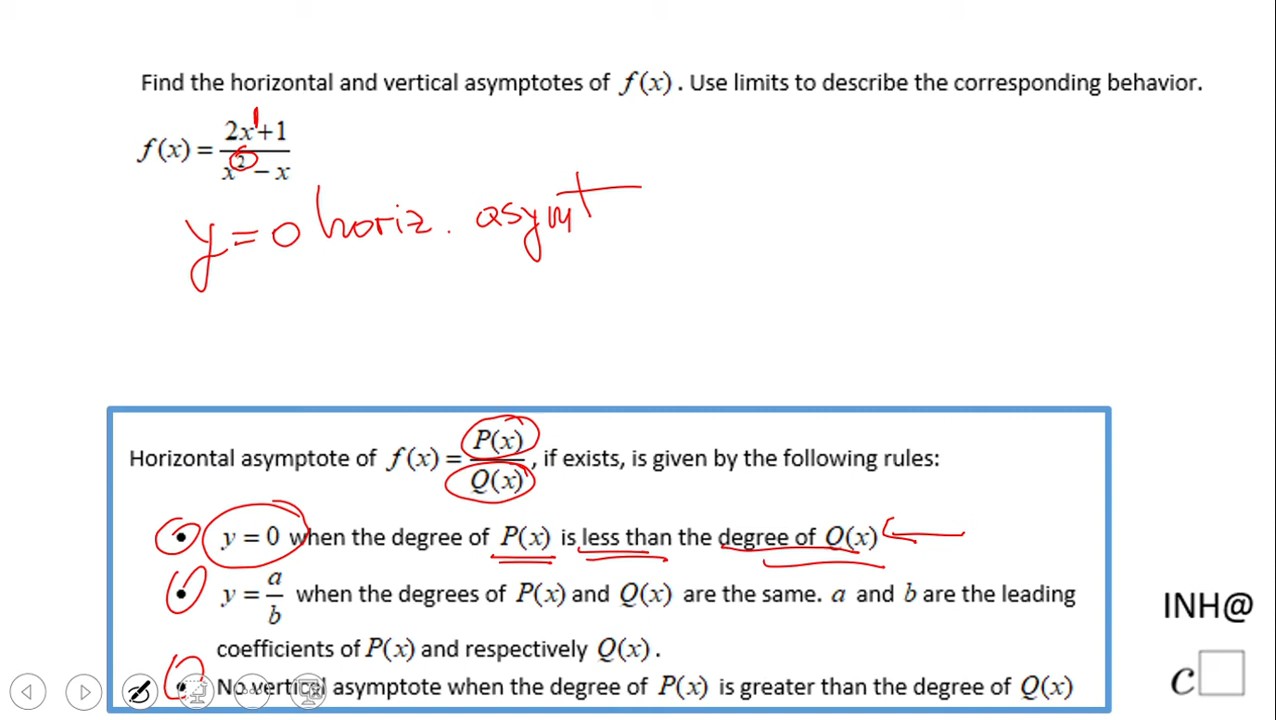 Find the horizontal and vertical asymptotes of f(x). Use limits to describe the corresponding behavior.
f(x) = (2x¹+1)/(x² − x)
y=0 horiz. asymt
Horizontal asymptote of f(x) = P(x)/Q(x), if exists, is given by the following rules:
• y = 0 when the degree of P(x) is less than the degree of Q(x)
• y = a/b when the degrees of P(x) and Q(x) are the same. a and b are the leading
coefficients of P(x) and respectively Q(x).
• No vertical asymptote when the degree of P(x) is greater than the degree of Q(x)
INH@
c